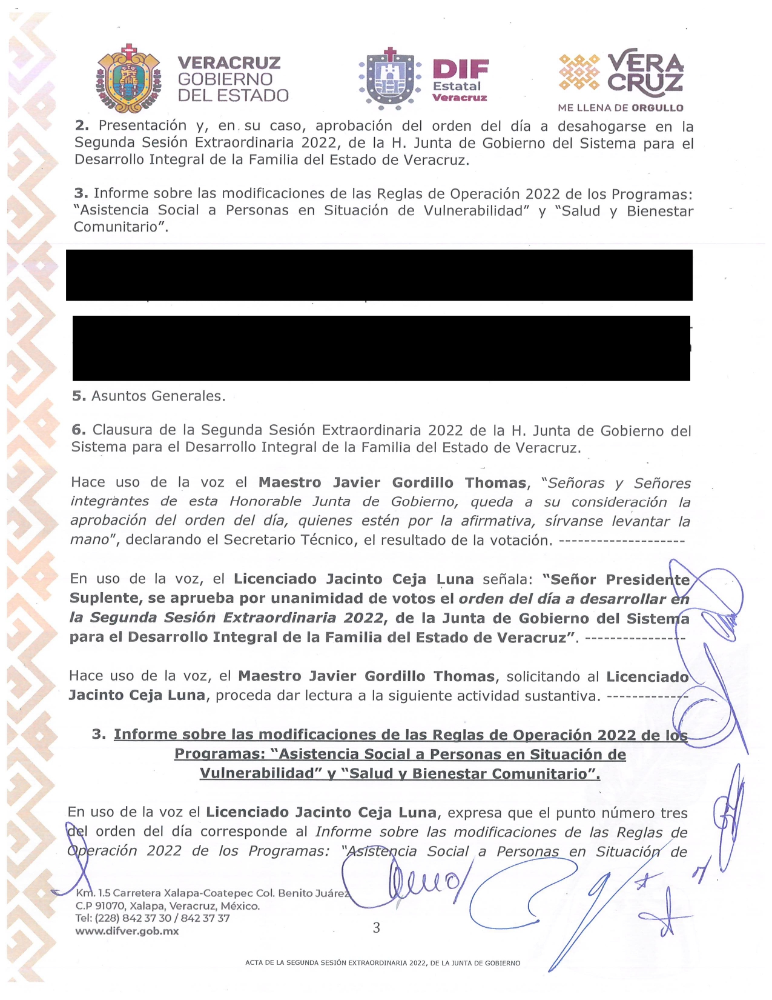 VERACRUZ
GOBIERNO
DEL ESTADO
DIF
Estatal
Veracruz
VERA
CRUZ
ME LLENA DE ORGULLO
2. Presentación y, en su caso, aprobación del orden del día a desahogarse en la
Segunda Sesión Extraordinaria 2022, de la H. Junta de Gobierno del Sistema para el
Desarrollo Integral de la Familia del Estado de Veracruz.
3. Informe sobre las modificaciones de las Reglas de Operación 2022 de los Programas:
“Asistencia Social a Personas en Situación de Vulnerabilidad” y “Salud y Bienestar
Comunitario”.
5. Asuntos Generales.
6. Clausura de la Segunda Sesión Extraordinaria 2022 de la H. Junta de Gobierno del
Sistema para el Desarrollo Integral de la Familia del Estado de Veracruz.
Hace uso de la voz el Maestro Javier Gordillo Thomas, “Señoras y Señores
integrantes de esta Honorable Junta de Gobierno, queda a su consideración la
aprobación del orden del día, quienes estén por la afirmativa, sírvanse levantar la
mano”, declarando el Secretario Técnico, el resultado de la votación. --------------------
En uso de la voz, el Licenciado Jacinto Ceja Luna señala: “Señor Presidente
Suplente, se aprueba por unanimidad de votos el orden del día a desarrollar en
la Segunda Sesión Extraordinaria 2022, de la Junta de Gobierno del Sistema
para el Desarrollo Integral de la Familia del Estado de Veracruz”. ----------------
Hace uso de la voz, el Maestro Javier Gordillo Thomas, solicitando al Licenciado
Jacinto Ceja Luna, proceda dar lectura a la siguiente actividad sustantiva. -------------
3. Informe sobre las modificaciones de las Reglas de Operación 2022 de los
Programas: “Asistencia Social a Personas en Situación de
Vulnerabilidad” y “Salud y Bienestar Comunitario”.
En uso de la voz el Licenciado Jacinto Ceja Luna, expresa que el punto número tres
del orden del día corresponde al Informe sobre las modificaciones de las Reglas de
Operación 2022 de los Programas: “Asistencia Social a Personas en Situación de
Km. 1.5 Carretera Xalapa-Coatepec Col. Benito Juárez
C.P 91070, Xalapa, Veracruz, México.
Tel: (228) 842 37 30 / 842 37 37
www.difver.gob.mx
3
ACTA DE LA SEGUNDA SESIÓN EXTRAORDINARIA 2022, DE LA JUNTA DE GOBIERNO